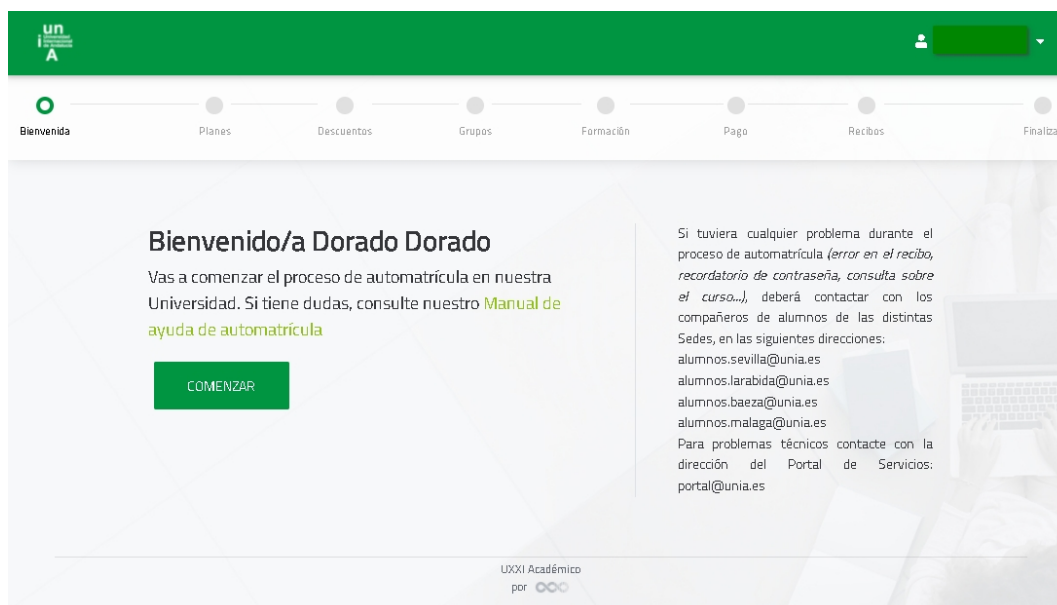 un
i Universidad
Internacional
de Andalucía
A
Bienvenida
Planes
Descuentos
Grupos
Formación
Pago
Recibos
Finaliza
Bienvenido/a Dorado Dorado
Vas a comenzar el proceso de automatrícula en nuestra
Universidad. Si tiene dudas, consulte nuestro Manual de
ayuda de automatrícula
COMENZAR
Si tuviera cualquier problema durante el
proceso de automatrícula (error en el recibo,
recordatorio de contraseña, consulta sobre
el curso...), deberá contactar con los
compañeros de alumnos de las distintas
Sedes, en las siguientes direcciones:
alumnos.sevilla@unia.es
alumnos.larabida@unia.es
alumnos.baeza@unia.es
alumnos.malaga@unia.es
Para problemas técnicos contacte con la
dirección del Portal de Servicios:
portal@unia.es
UXXI Académico
por